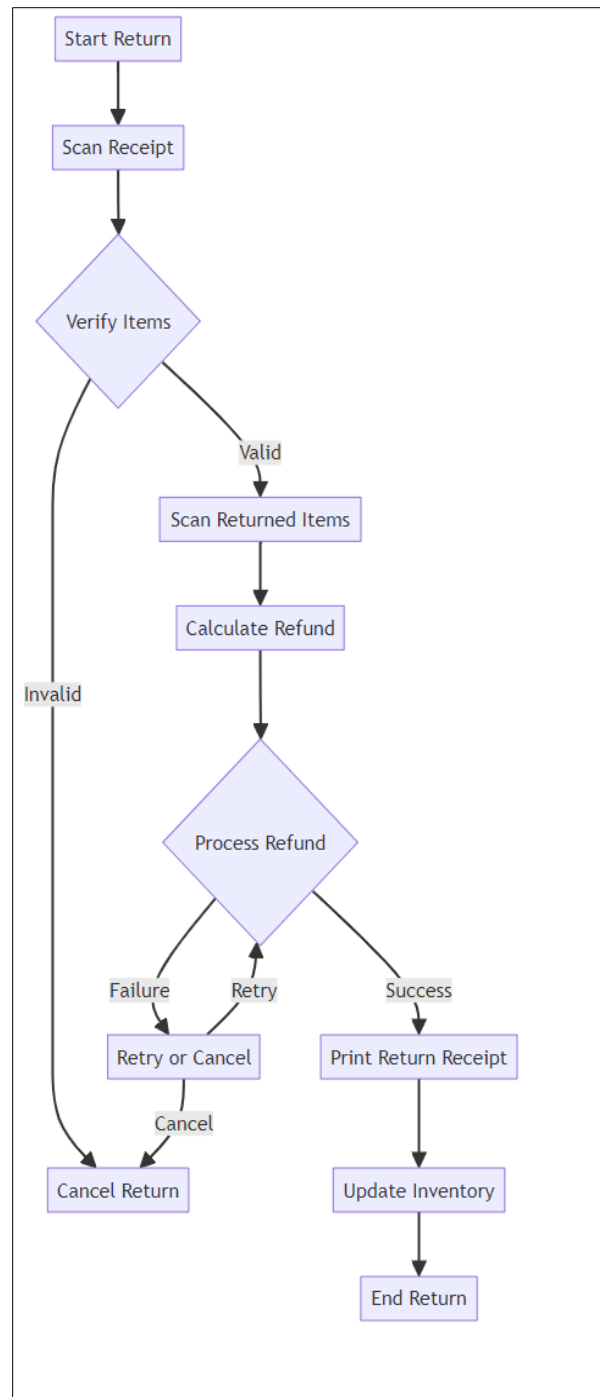 Start Return
Scan Receipt
Verify Items
Valid
Scan Returned Items
Calculate Refund
Invalid
Process Refund
Failure
Retry
Success
Retry or Cancel
Print Return Receipt
Cancel
Cancel Return
Update Inventory
End Return